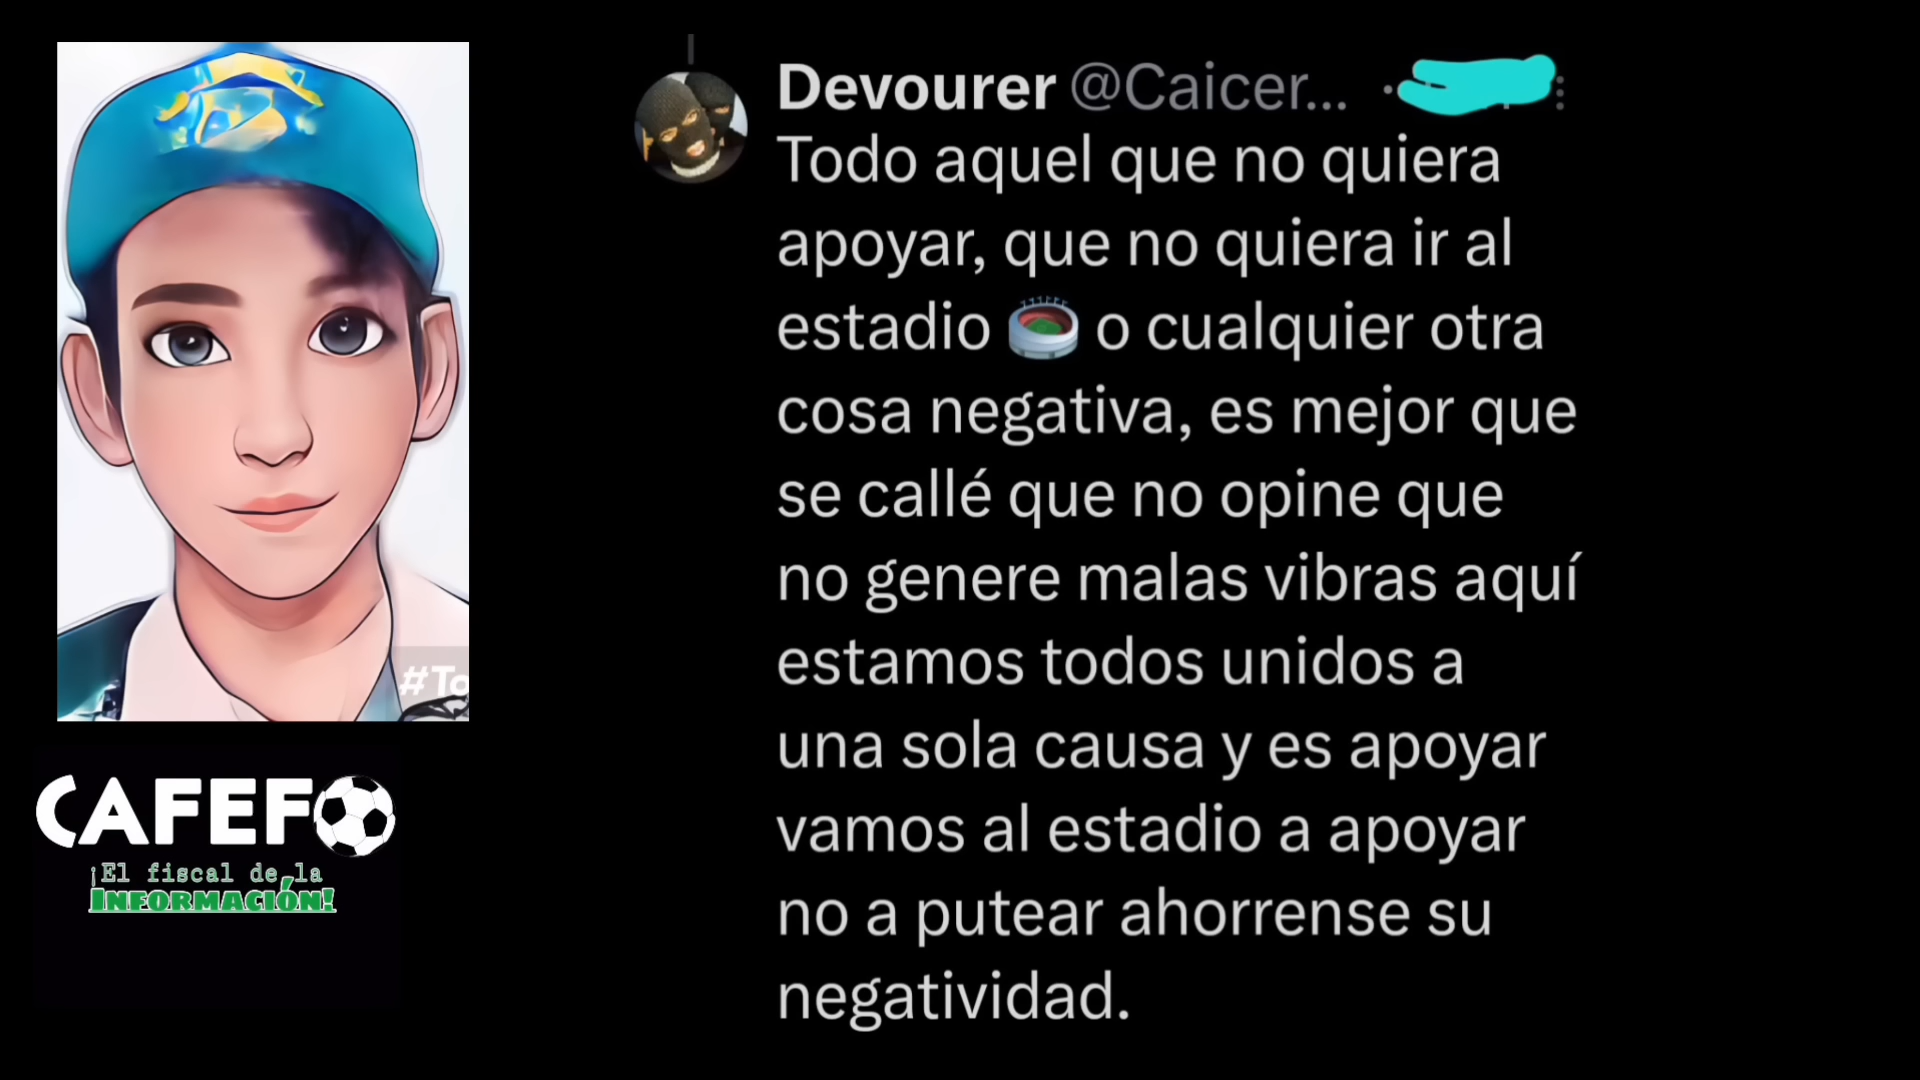 Devourer @Caicer...
Todo aquel que no quiera
apoyar, que no quiera ir al
estadio 🏟️ o cualquier otra
cosa negativa, es mejor que
se callé que no opine que
no genere malas vibras aquí
estamos todos unidos a
una sola causa y es apoyar
vamos al estadio a apoyar
no a putear ahorrense su
negatividad.
#To
CAFEFO
¡El fiscal de la
INFORMACIÓN!